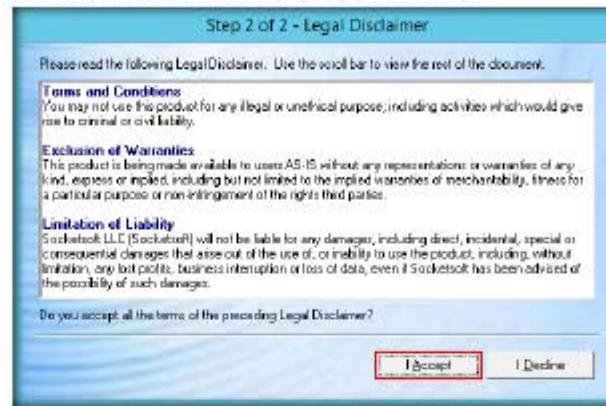 Step 2 of 2 - Legal Disclaimer
Please read the following Legal Disclaimer. Use the scroll bar to view the rest of the document.
Terms and Conditions
You may not use this product for any illegal or unethical purpose, including activities which would give
rise to criminal or civil liability.
Exclusion of Warranties
This product is being made available to users AS-IS without any representations or warranties of any
kind, express or implied, including but not limited to the implied warranties of merchantability, fitness for
a particular purpose or non-infringement of the rights third parties.
Limitation of Liability
Socketsoft LLC (Socketsoft) will not be liable for any damages, including direct, incidental, special or
consequential damages that arise out of the use of, or inability to use the product, including, without
limitation, any lost profits, business interruption or loss of data, even if Socketsoft has been advised of
the possibility of such damages.
Do you accept all the terms of the preceding Legal Disclaimer?
I Accept
I Decline